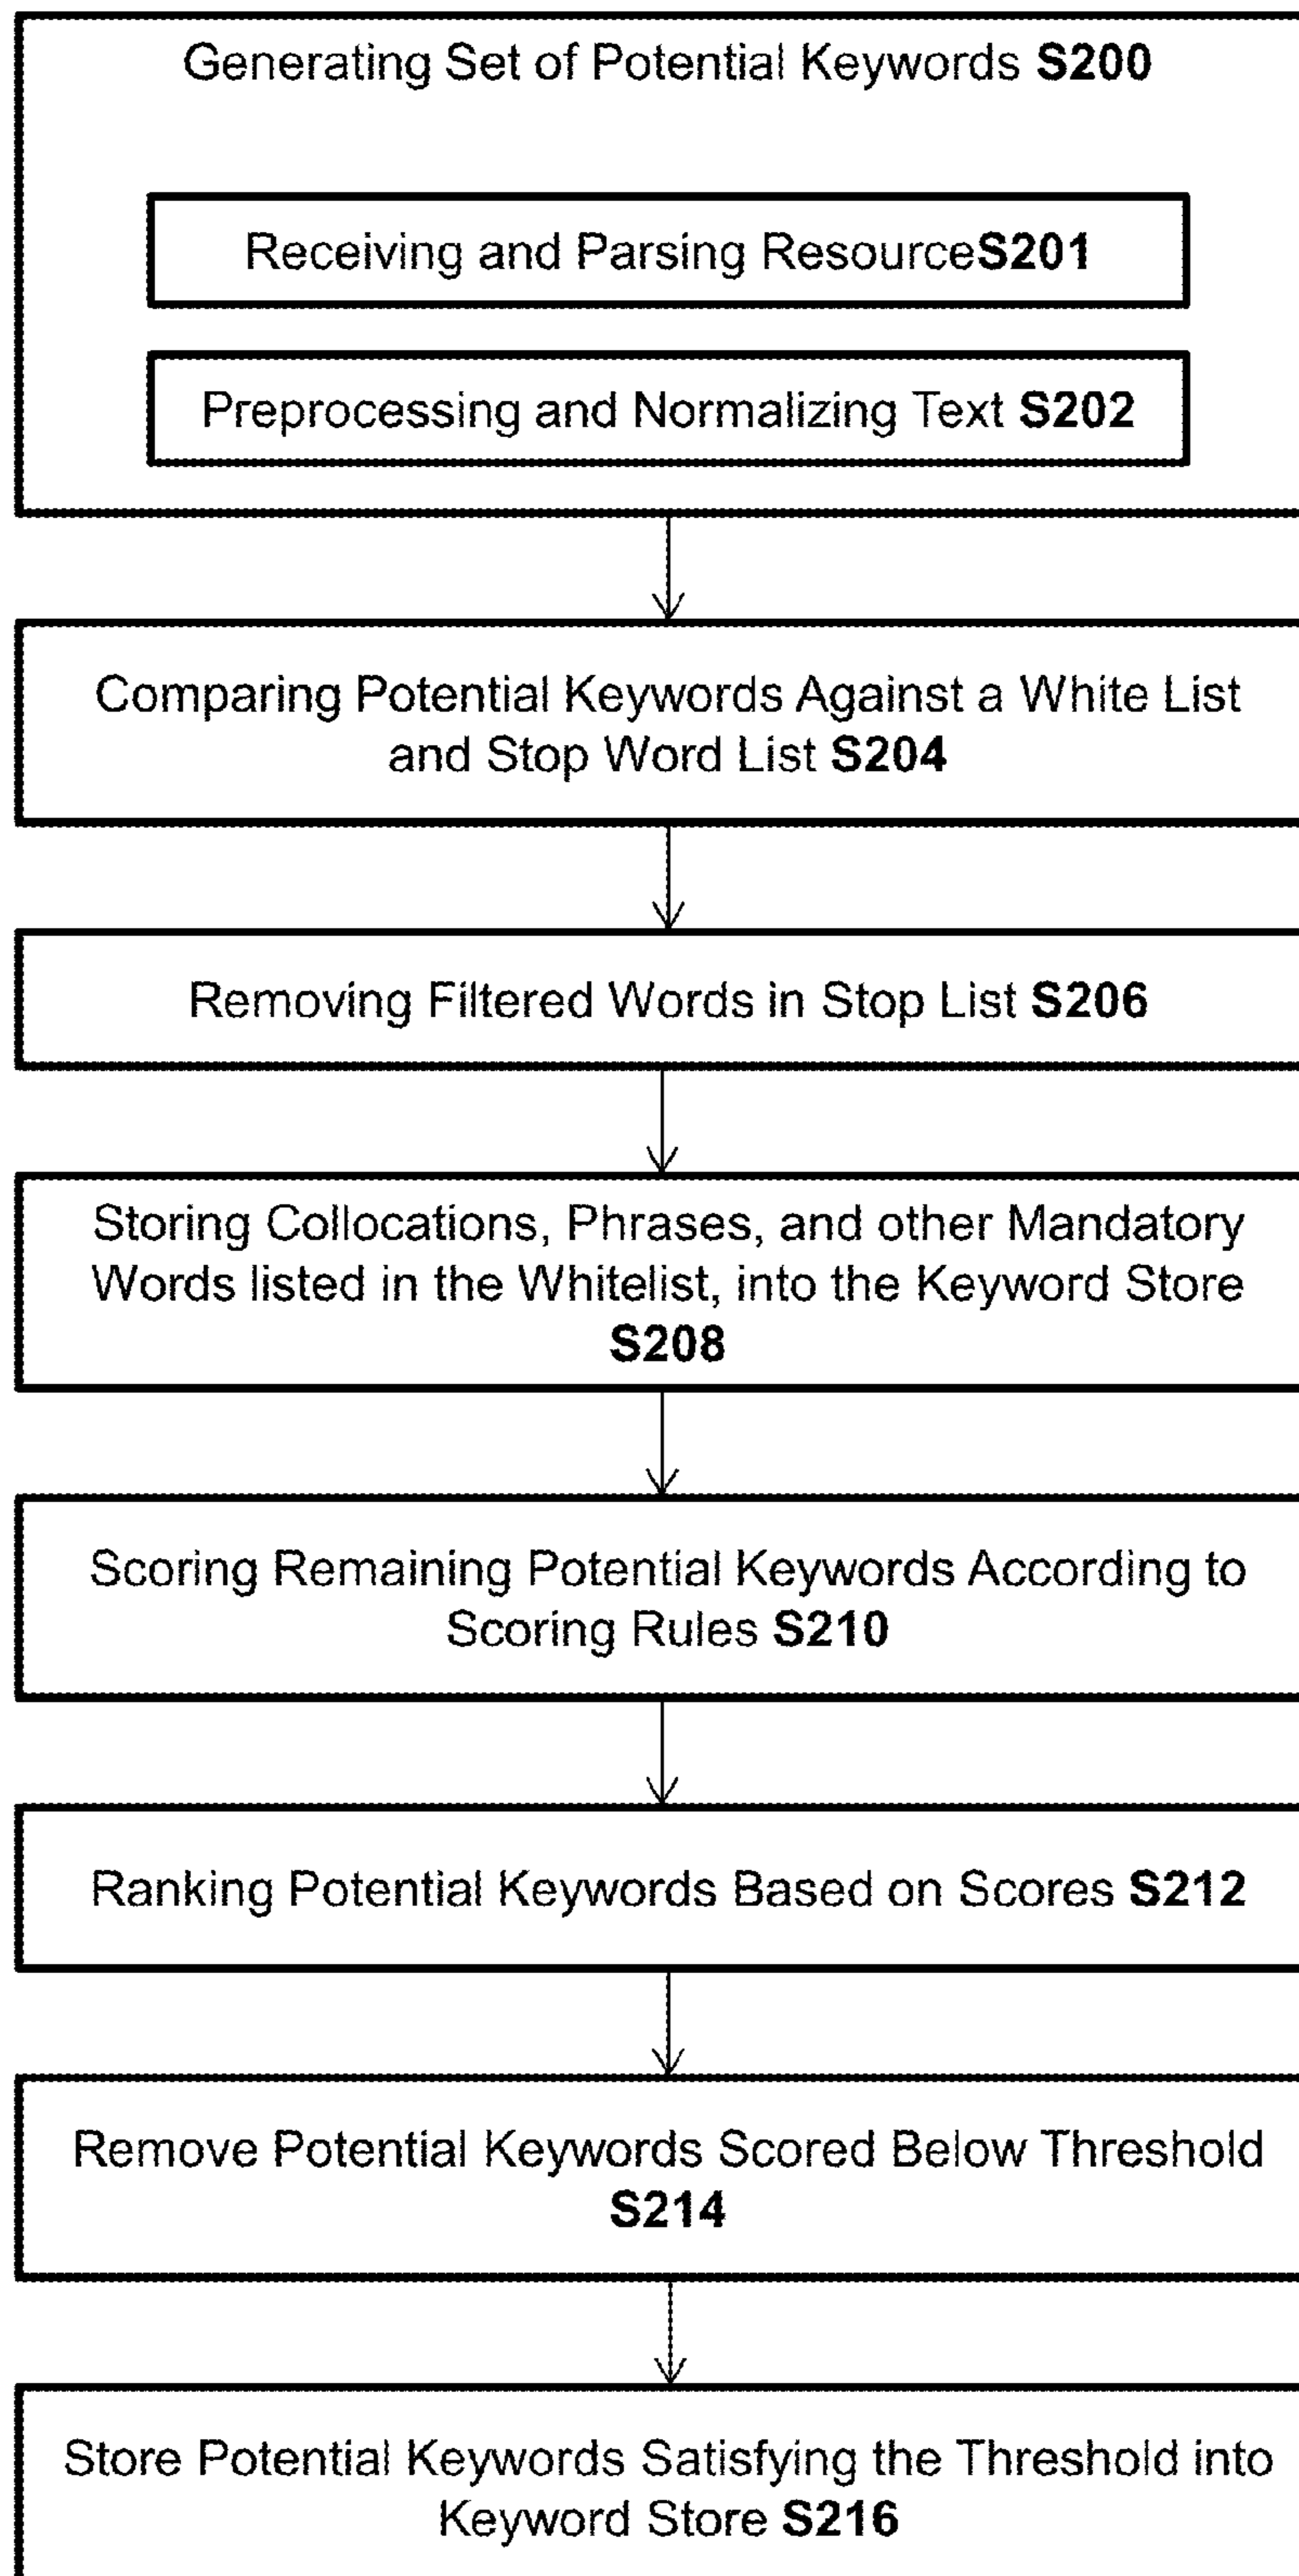 Generating Set of Potential Keywords S200
Receiving and Parsing ResourceS201
Preprocessing and Normalizing Text S202
Comparing Potential Keywords Against a White List
and Stop Word List S204
Removing Filtered Words in Stop List S206
Storing Collocations, Phrases, and other Mandatory
Words listed in the Whitelist, into the Keyword Store
S208
Scoring Remaining Potential Keywords According to
Scoring Rules S210
Ranking Potential Keywords Based on Scores S212
Remove Potential Keywords Scored Below Threshold
S214
Store Potential Keywords Satisfying the Threshold into
Keyword Store S216